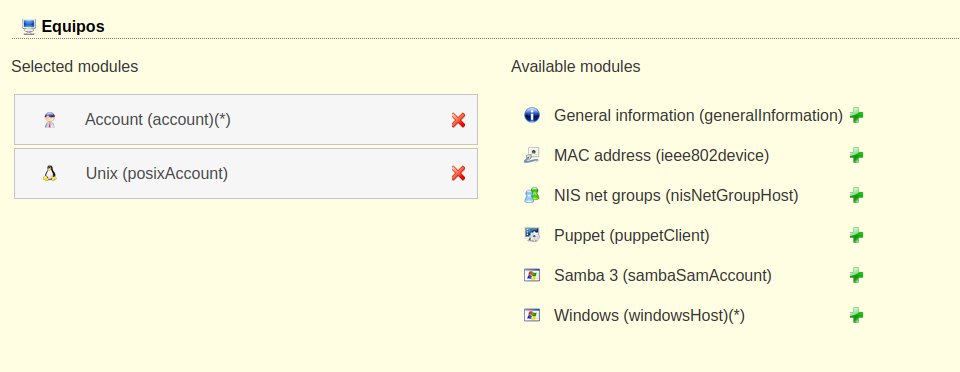 Equipos
Selected modules
Account (account)(*)
Unix (posixAccount)
Available modules
General information (generalInformation)
MAC address (ieee802device)
NIS net groups (nisNetGroupHost)
Puppet (puppetClient)
Samba 3 (sambaSamAccount)
Windows (windowsHost)(*)